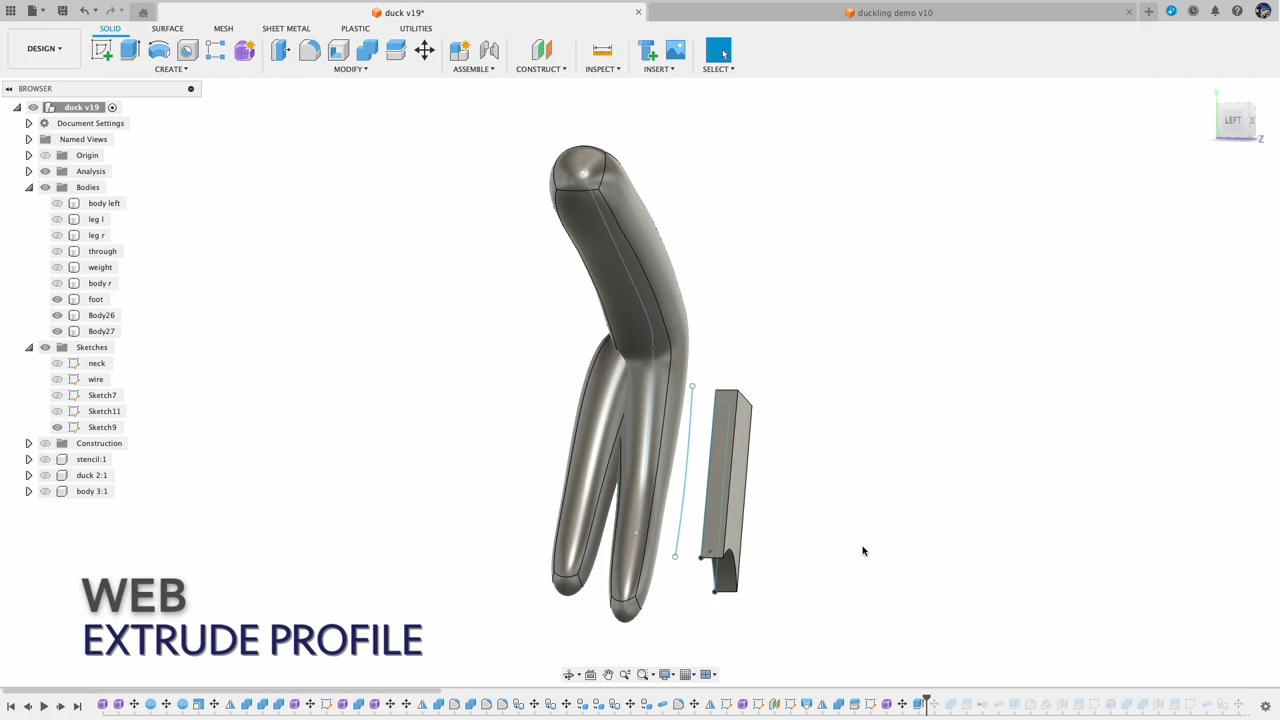 duck v19*
duckling demo v10
DESIGN
SOLID
SURFACE
MESH
SHEET METAL
PLASTIC
UTILITIES
CREATE
MODIFY
ASSEMBLE
CONSTRUCT
INSPECT
INSERT
SELECT
BROWSER
duck v19
Document Settings
Named Views
Origin
Analysis
Bodies
body left
leg l
leg r
through
weight
body r
foot
Body26
Body27
Sketches
neck
wire
Sketch7
Sketch11
Sketch9
Construction
stencil:1
duck 2:1
body 3:1
Y
LEFT
Z
WEB
EXTRUDE PROFILE